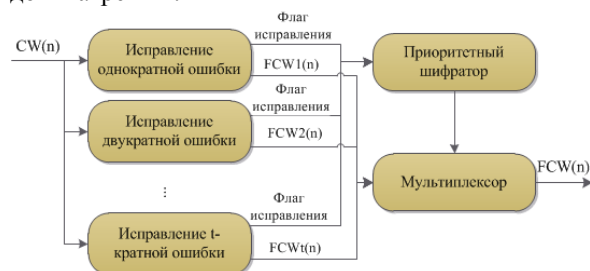 CW(n)
Исправление
однократной ошибки
Флаг
исправления
FCW1(n)
Исправление
двукратной ошибки
Флаг
исправления
FCW2(n)
...
Исправление t-
кратной ошибки
Флаг
исправления
FCWt(n)
Приоритетный
шифратор
Мультиплексор
FCW(n)